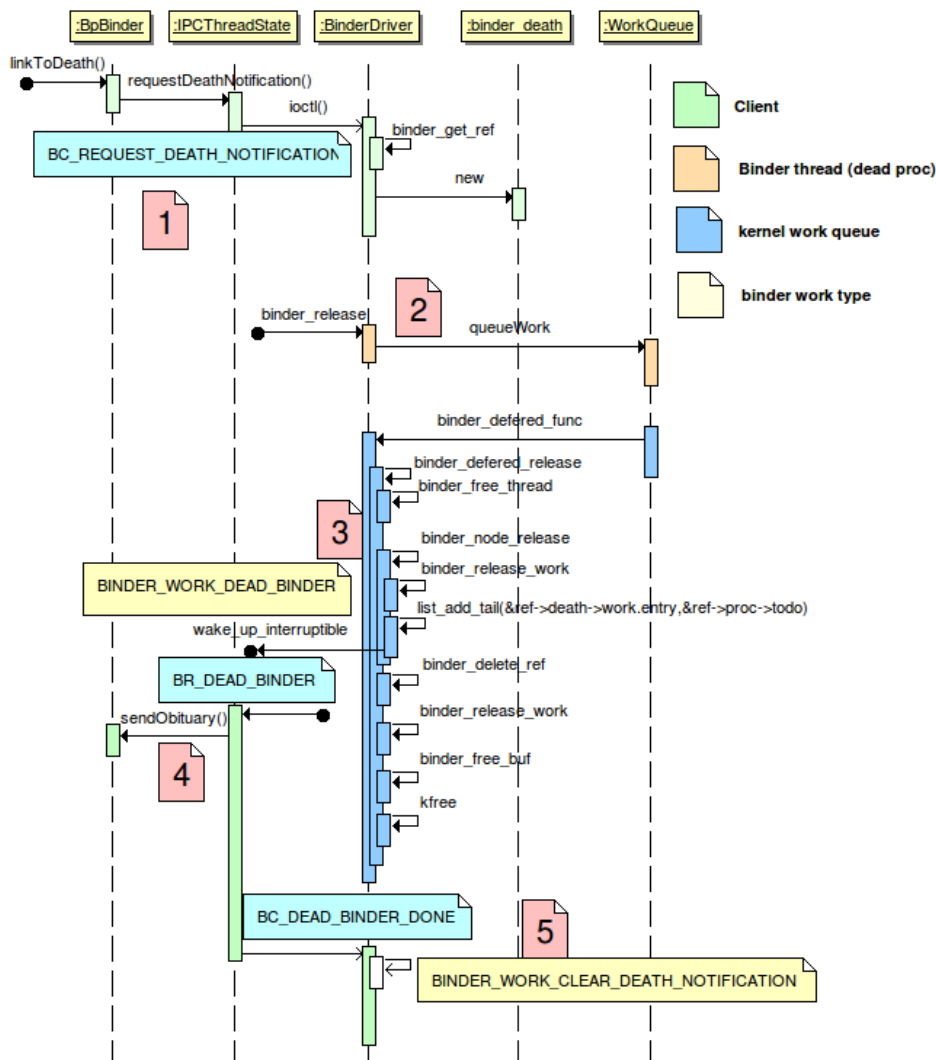 :BpBinder
:IPCThreadState
:BinderDriver
:binder_death
:WorkQueue
linkToDeath()
requestDeathNotification()
ioctl()
binder_get_ref
BC_REQUEST_DEATH_NOTIFICATION
new
1
Client
Binder thread (dead proc)
kernel work queue
binder work type
binder_release
2
queueWork
binder_defered_func
binder_defered_release
binder_free_thread
3
binder_node_release
binder_release_work
BINDER_WORK_DEAD_BINDER
list_add_tail(&ref->death->work.entry,&ref->proc->todo)
wake_up_interruptible
binder_delete_ref
BR_DEAD_BINDER
sendObituary()
binder_release_work
4
binder_free_buf
kfree
BC_DEAD_BINDER_DONE
5
BINDER_WORK_CLEAR_DEATH_NOTIFICATION